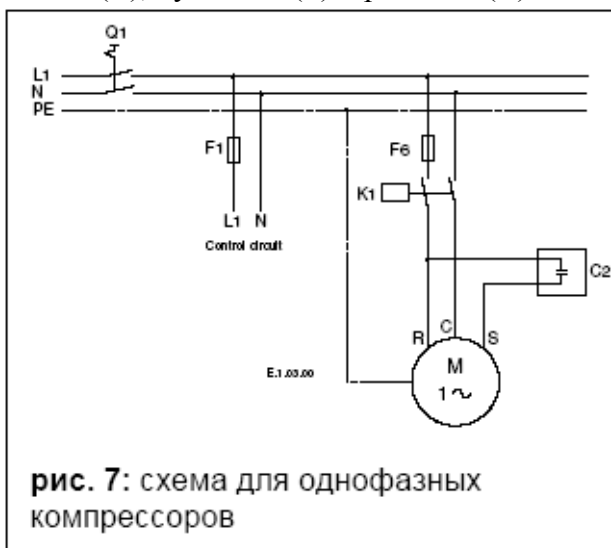 Q1
L1
N
PE
F1
F6
K1
L1 N
Control circuit
C2
R C S
M
1~
E.1.03.00
рис. 7: схема для однофазных
компрессоров